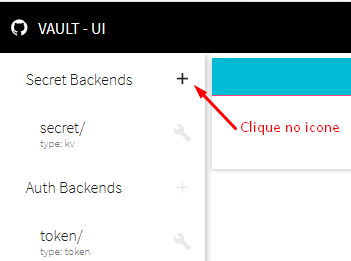 VAULT - UI
Secret Backends +
Clique no icone
secret/
type: kv
Auth Backends +
token/
type: token